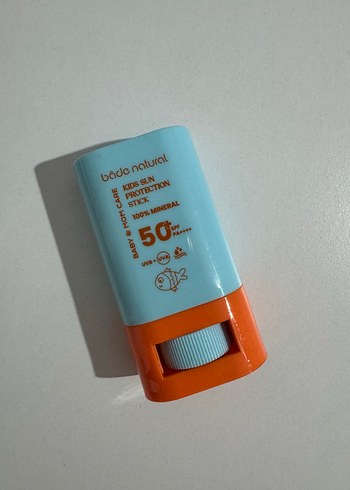 bade natural
BABY & MOM CARE
KIDS SUN
PROTECTION
STICK
100% MINERAL
50+ SPF
PA++++
UVB + UVA